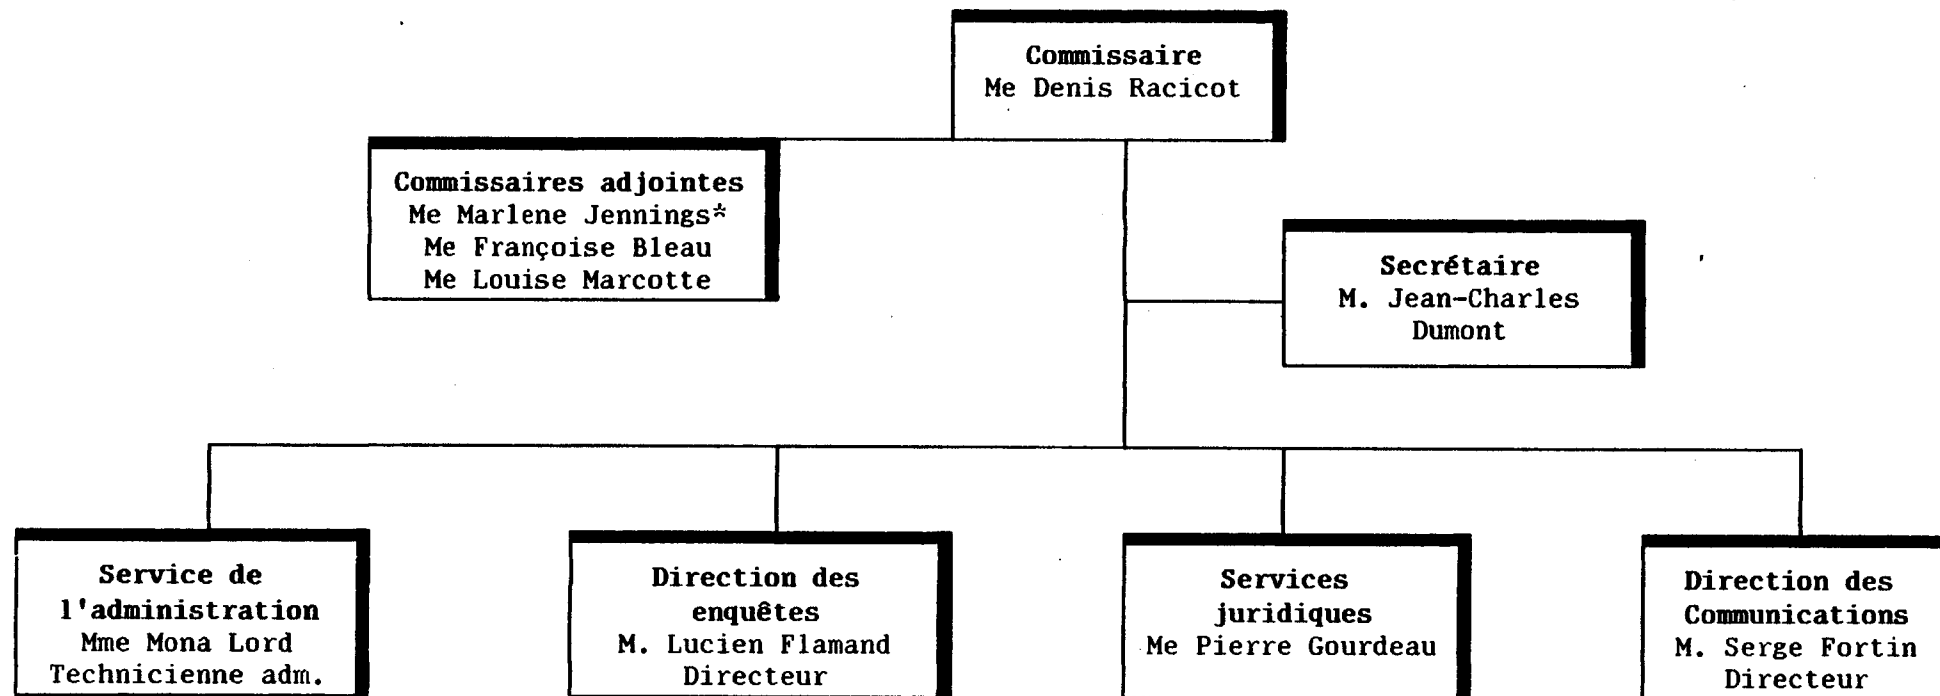 Commissaire
Me Denis Racicot
Commissaires adjointes
Me Marlene Jennings*
Me Françoise Bleau
Me Louise Marcotte
Secrétaire
M. Jean-Charles
Dumont
Service de
l'administration
Mme Mona Lord
Technicienne adm.
Direction des
enquêtes
M. Lucien Flamand
Directeur
Services
juridiques
Me Pierre Gourdeau
Direction des
Communications
M. Serge Fortin
Directeur